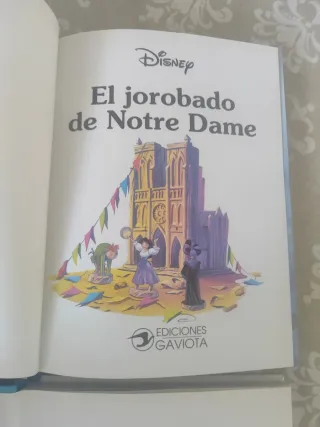 Disney
El jorobado
de Notre Dame
EDICIONES
GAVIOTA